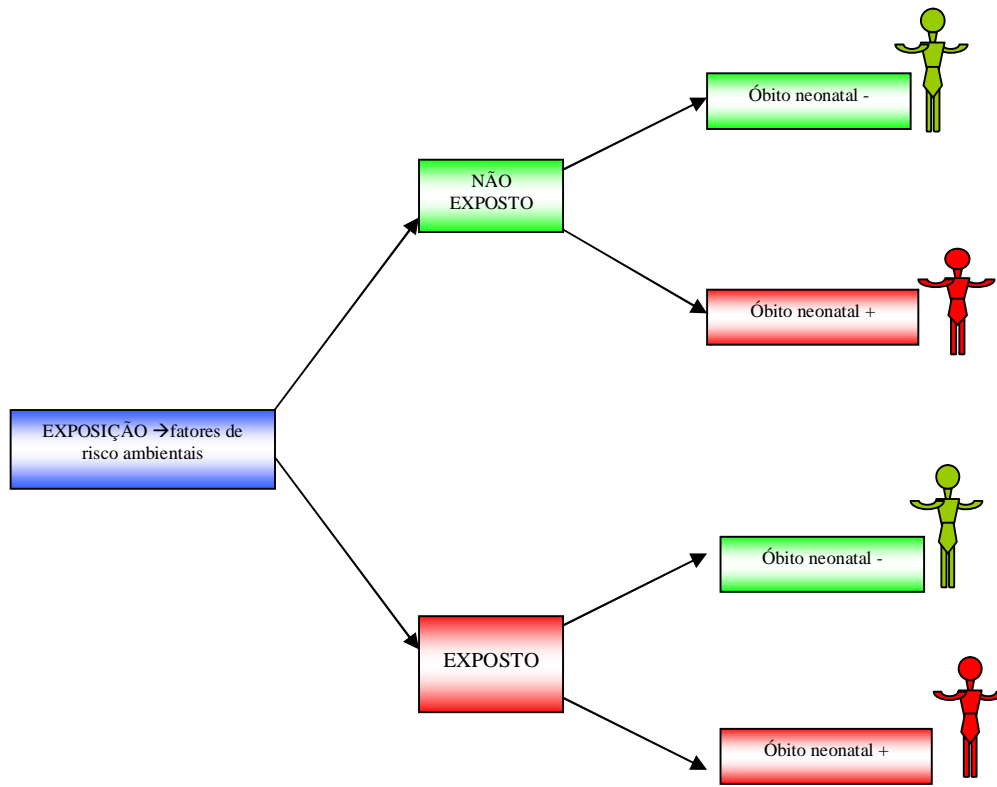 Óbito neonatal -
NÃO
EXPOSTO
Óbito neonatal +
EXPOSIÇÃO →fatores de
risco ambientais
Óbito neonatal -
EXPOSTO
Óbito neonatal +